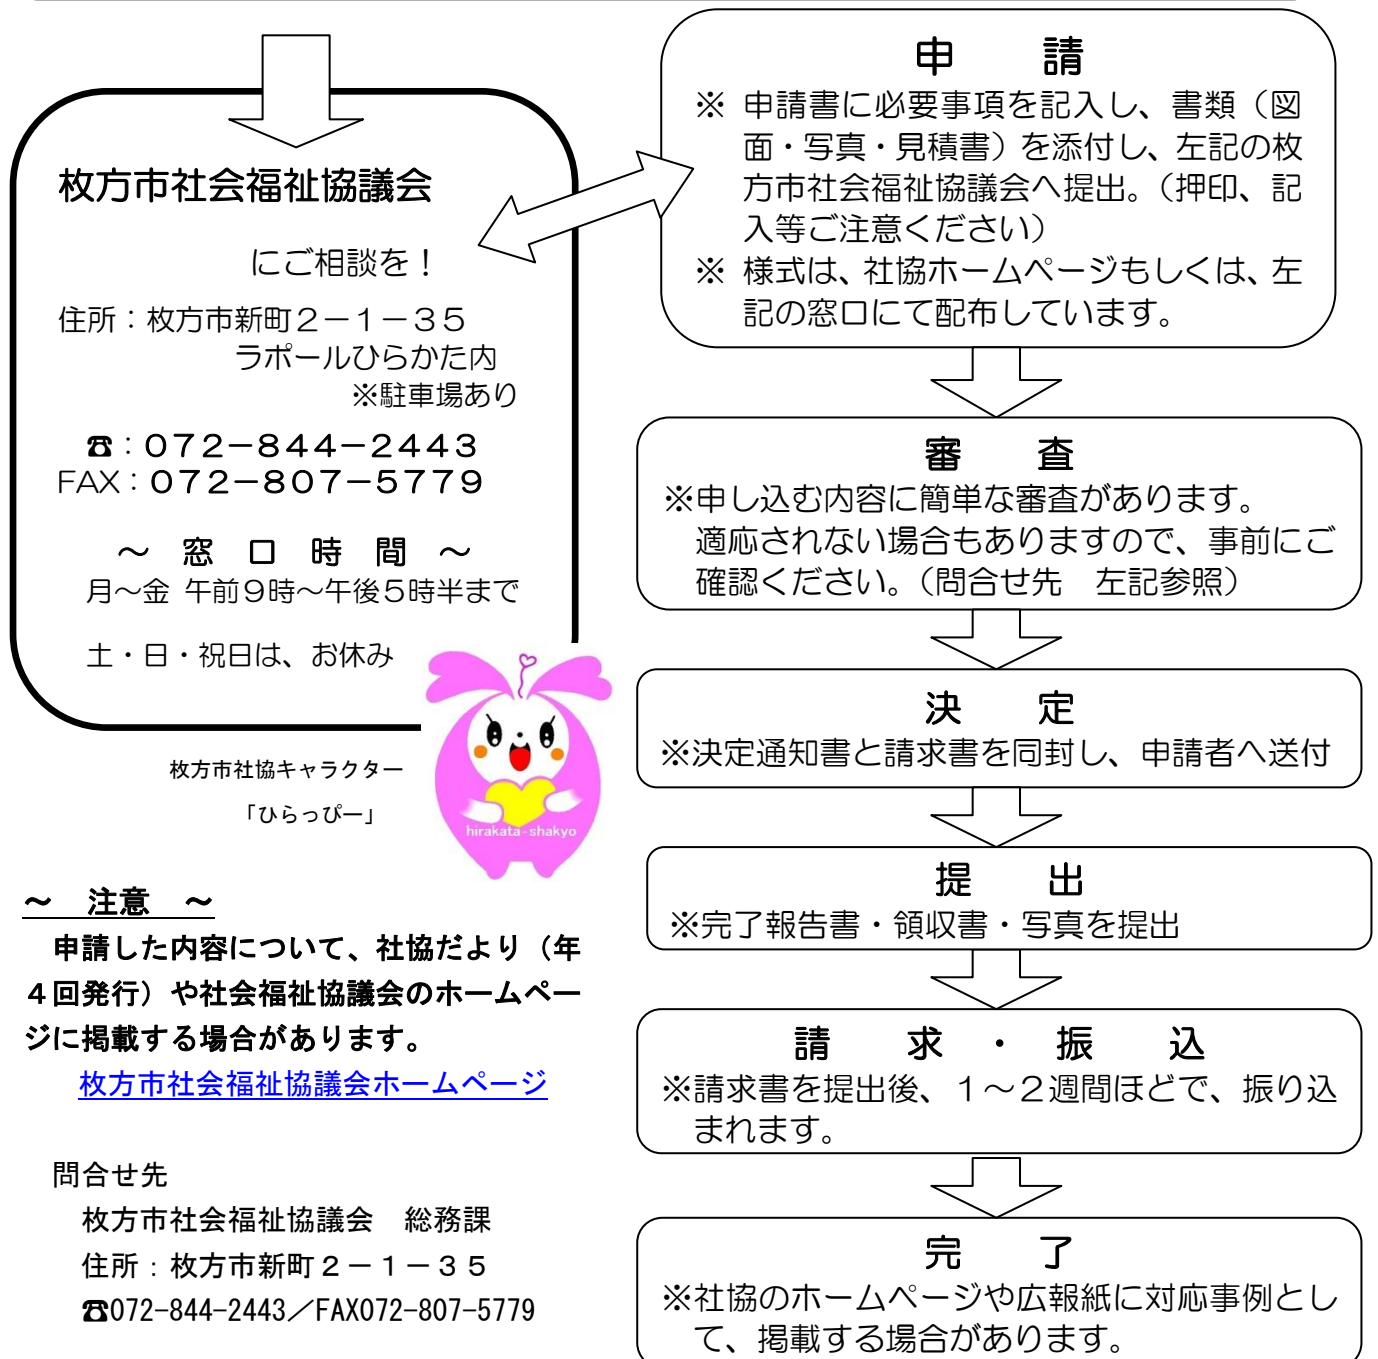 枚方市社会福祉協議会
にご相談を！
住所：枚方市新町２－１－３５
ラポールひらかた内
※駐車場あり
☎：０７２－８４４－２４４３
FAX：０７２－８０７－５７７９
～　窓　口　時　間　～
月～金 午前９時～午後５時半まで
土・日・祝日は、お休み
hirakata-shakyo
枚方市社協キャラクター
「ひらっぴー」
～　注意　～
申請した内容について、社協だより（年
４回発行）や社会福祉協議会のホームペー
ジに掲載する場合があります。
枚方市社会福祉協議会ホームページ
問合せ先
枚方市社会福祉協議会　総務課
住所：枚方市新町２－１－３５
☎072-844-2443／FAX072-807-5779
申　請
※ 申請書に必要事項を記入し、書類（図
面・写真・見積書）を添付し、左記の枚
方市社会福祉協議会へ提出。（押印、記
入等ご注意ください）
※ 様式は、社協ホームページもしくは、左
記の窓口にて配布しています。
審　査
※申し込む内容に簡単な審査があります。
適応されない場合もありますので、事前にご
確認ください。（問合せ先　左記参照）
決　定
※決定通知書と請求書を同封し、申請者へ送付
提　出
※完了報告書・領収書・写真を提出
請　求　・　振　込
※請求書を提出後、１～２週間ほどで、振り込
まれます。
完　了
※社協のホームページや広報紙に対応事例とし
て、掲載する場合があります。